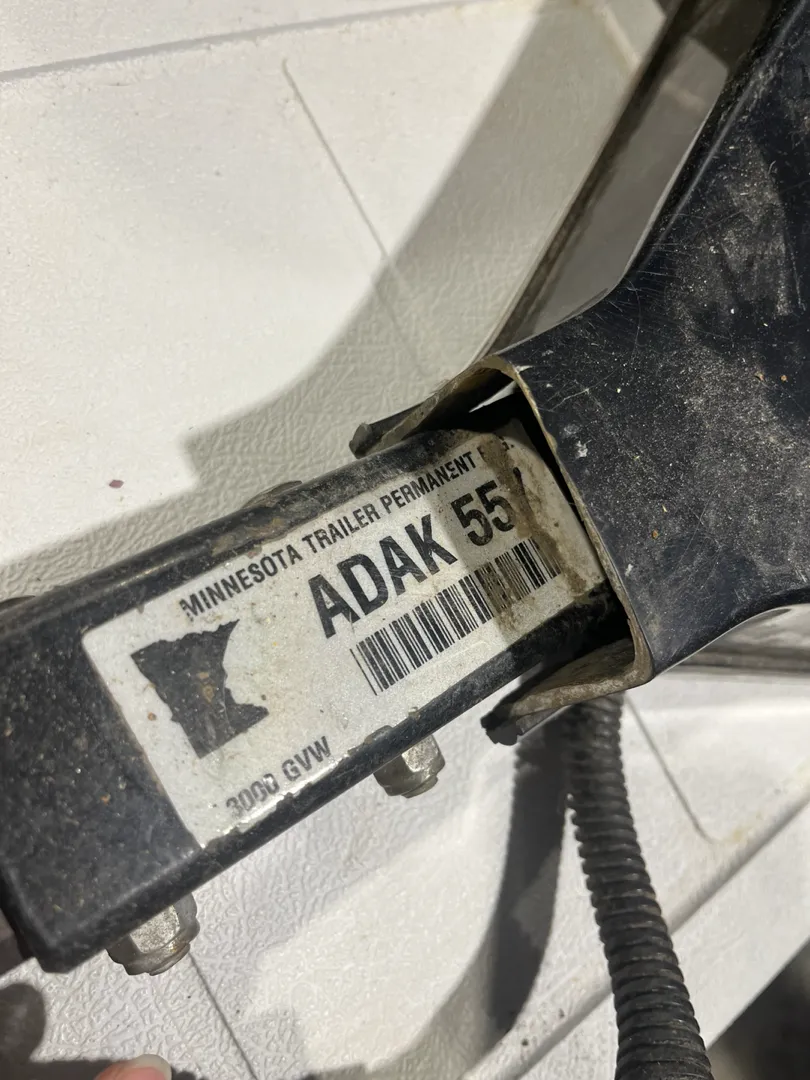 MINNESOTA TRAILER PERMANENT
ADAK 55
3000 GVW